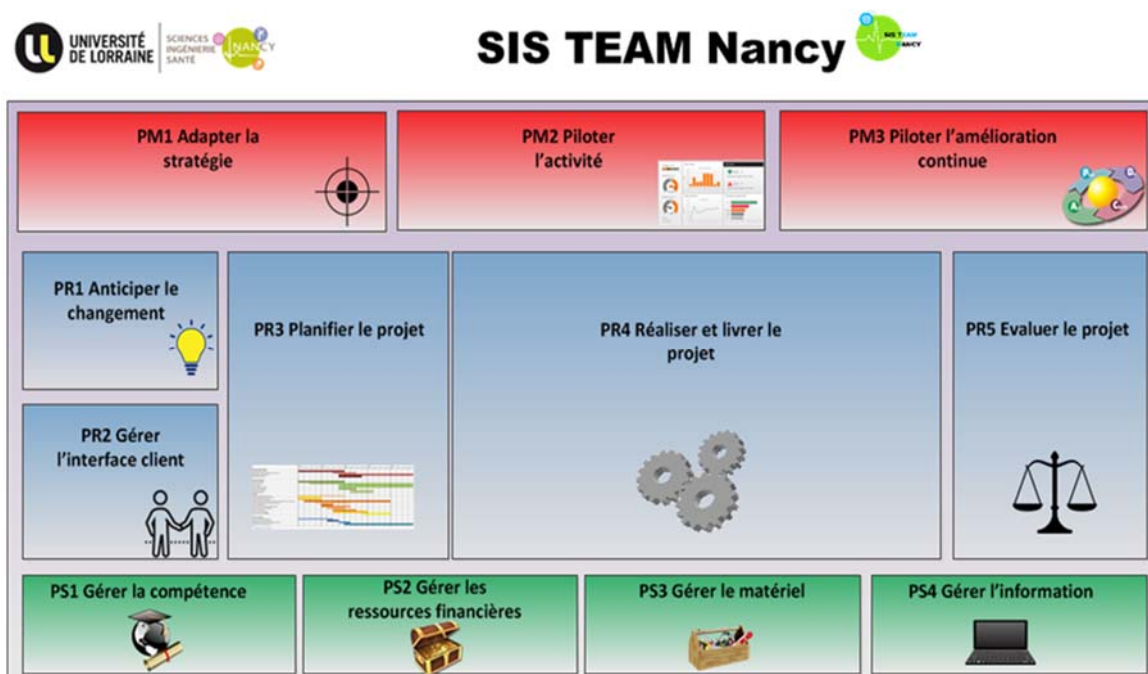 UNIVERSITÉ
DE LORRAINE
SCIENCES
INGÉNIERIE
SANTÉ
NANCY
SIS TEAM Nancy
SIS TEAM
NANCY
PM1 Adapter la
stratégie
PM2 Piloter
l'activité
PM3 Piloter l'amélioration
continue
PR1 Anticiper le
changement
PR2 Gérer
l'interface client
PR3 Planifier le projet
PR4 Réaliser et livrer le
projet
PR5 Evaluer le projet
PS1 Gérer la compétence
PS2 Gérer les
ressources financières
PS3 Gérer le matériel
PS4 Gérer l'information